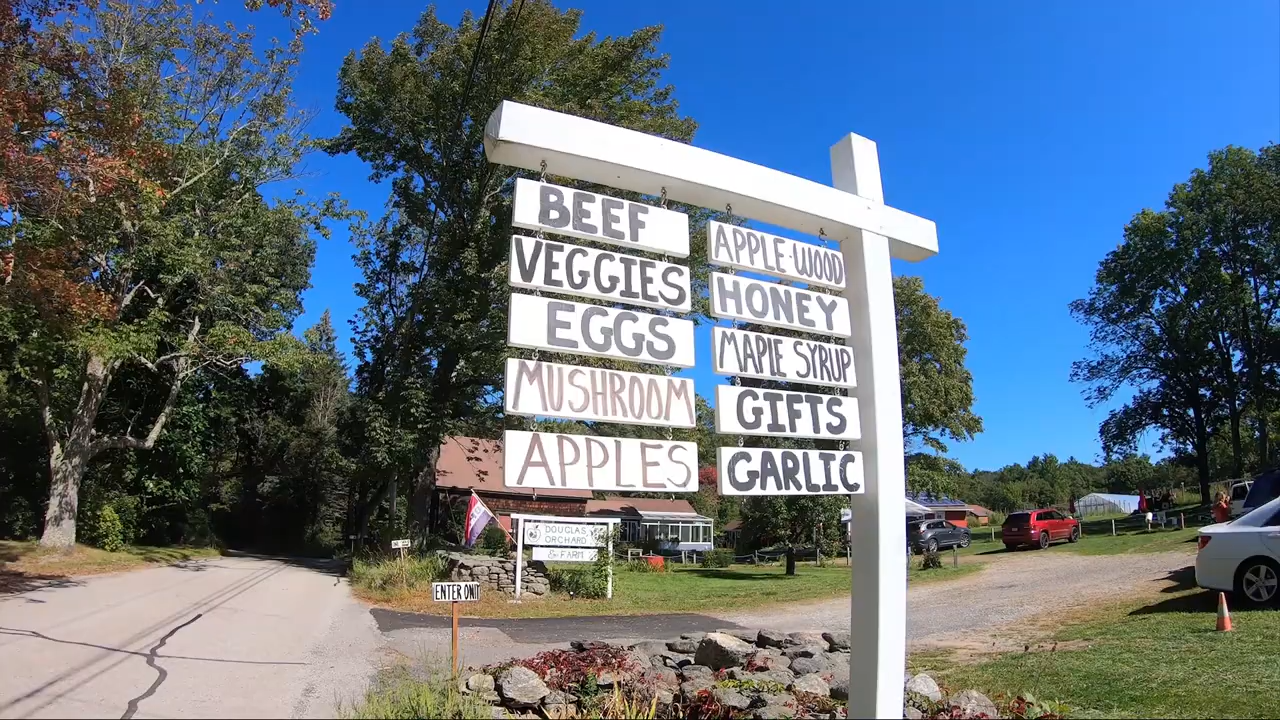 BEEF
VEGGIES
EGGS
MUSHROOM
APPLES
APPLE-WOOD
HONEY
MAPLE SYRUP
GIFTS
GARLIC
DOUGLAS
ORCHARD
& FARM
ENTER ONLY